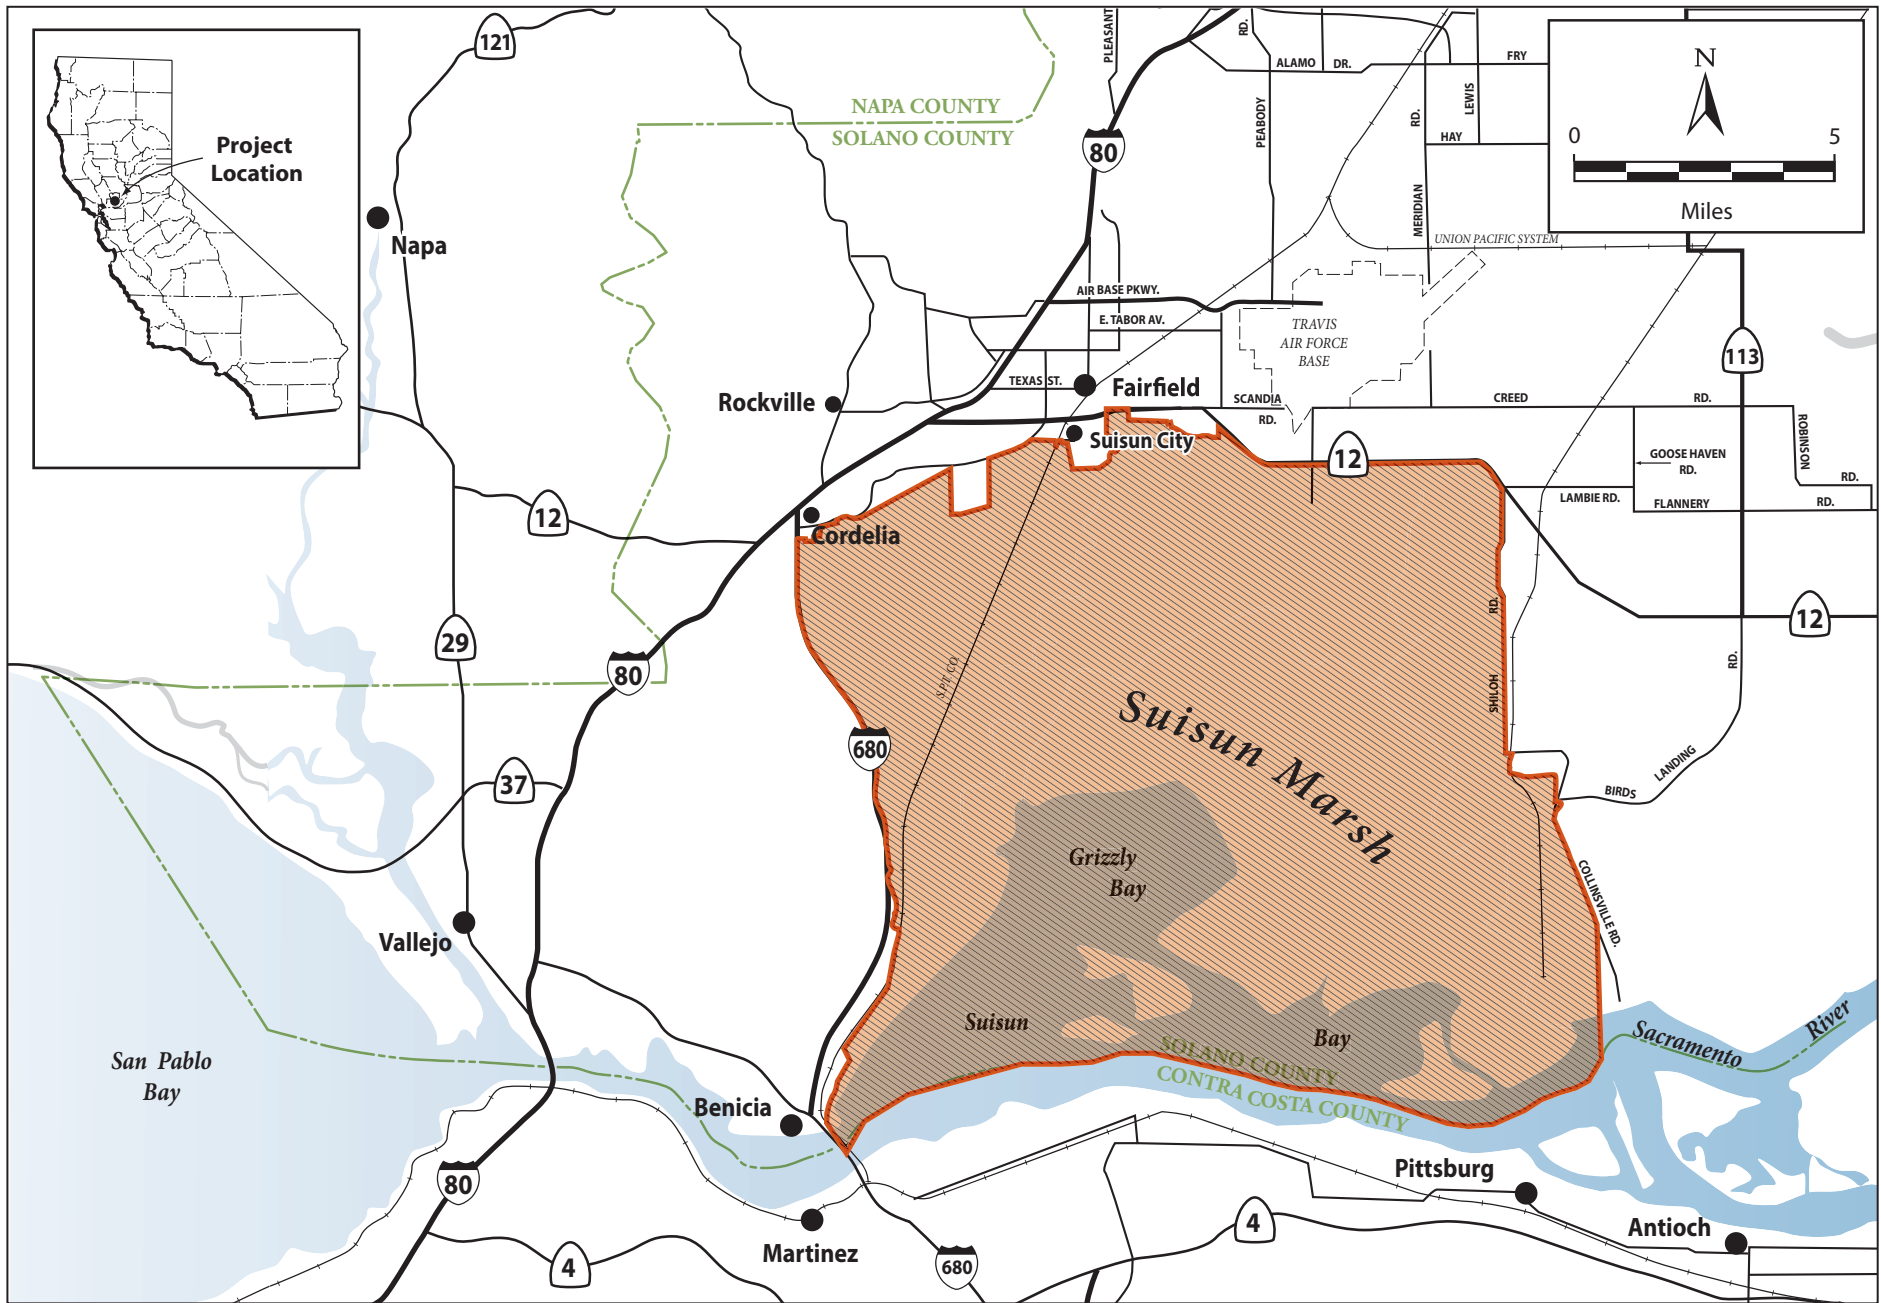 121
PLEASANT
RD.
ALAMO DR.
FRY
N
0 5
Miles
NAPA COUNTY
SOLANO COUNTY
80
PEABODY
RD.
LEWIS
HAY
MERIDIAN
Project
Location
Napa
UNION PACIFIC SYSTEM
AIR BASE PKWY.
E. TABOR AV.
TRAVIS
AIR FORCE
BASE
113
TEXAS ST.
Fairfield
Rockville
SCANDIA
RD.
CREED RD.
ROBINSON
Suisun City
12
GOOSE HAVEN
RD.
RD.
LAMBIE RD.
FLANNERY RD.
12
Cordelia
RD.
12
29
80
S.P.T. CO.
SHILOH
RD.
Suisun Marsh
680
37
LANDING
BIRDS
Grizzly
Bay
COLLINSVILLE RD.
Vallejo
Suisun Bay
Sacramento River
San Pablo
Bay
SOLANO COUNTY
CONTRA COSTA COUNTY
Benicia
80
Pittsburg
Martinez
4
680
4
Antioch